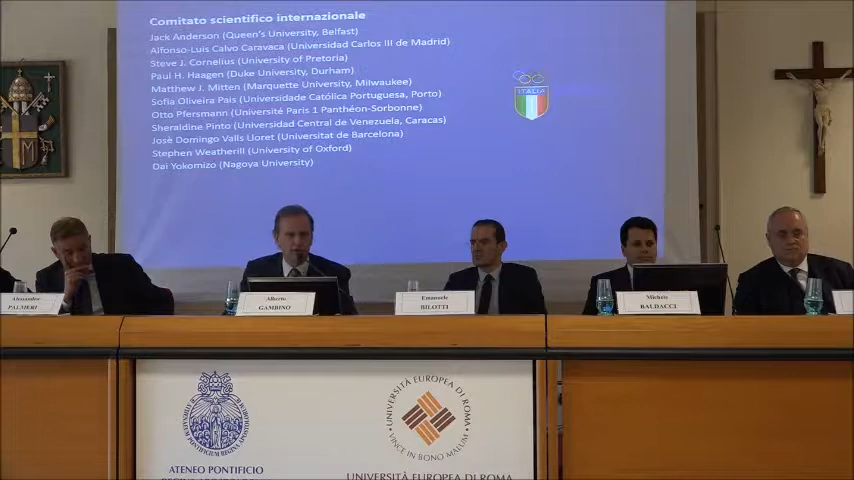 Comitato scientifico internazionale
Jack Anderson (Queen's University, Belfast)
Alfonso-Luis Calvo Caravaca (Universidad Carlos III de Madrid)
Steve J. Cornelius (University of Pretoria)
Paul H. Haagen (Duke University, Durham)
Matthew J. Mitten (Marquette University, Milwaukee)
Sofia Oliveira Pais (Universidade Católica Portuguesa, Porto)
Otto Pfersmann (Université Paris 1 Panthéon-Sorbonne)
Sheraldine Pinto (Universidad Central de Venezuela, Caracas)
Josè Domingo Valls Lloret (Universitat de Barcelona)
Stephen Weatherill (University of Oxford)
Dai Yokomizo (Nagoya University)
ITALIA
Alessandro
PALMIERI
Alberto
GAMBINO
Emanuele
BILOTTI
Michele
BALDACCI
UNIVERSITÀ EUROPEA DI ROMA
VINCE IN BONO MALUM
ATENEO PONTIFICIO
UNIVERSITÀ EUROPEA DI ROMA